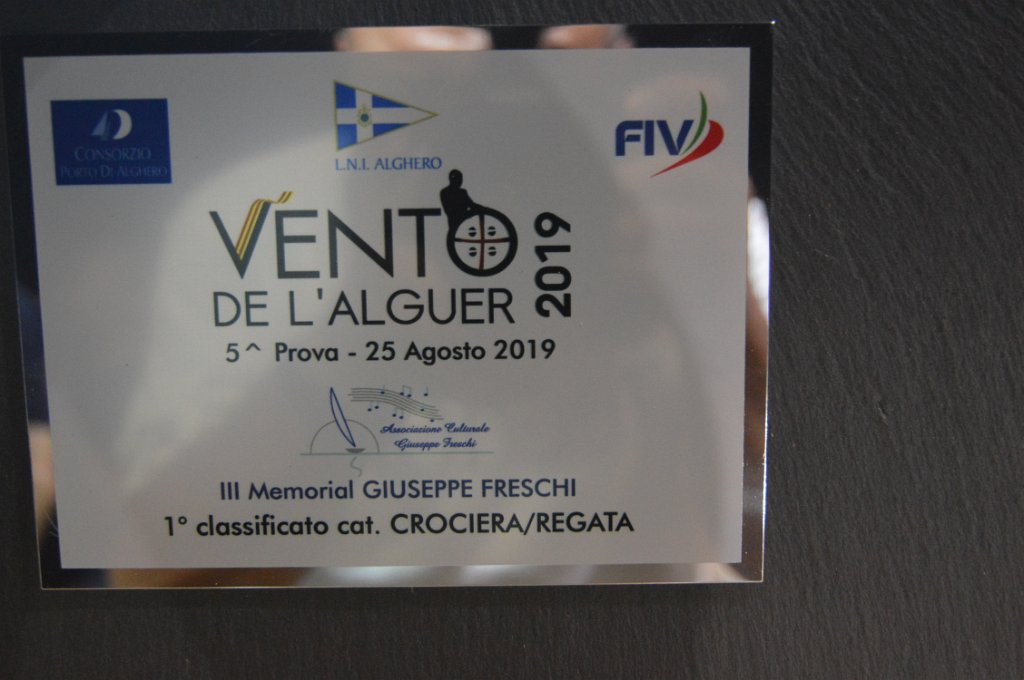 CONSORZIO
PORTO DI ALGHERO
L.N.I. ALGHERO
FIV
VENTO
DE L'ALGUER
2019
5^ Prova - 25 Agosto 2019
Associazione Culturale
Giuseppe Freschi
III Memorial GIUSEPPE FRESCHI
1° classificato cat. CROCIERA/REGATA